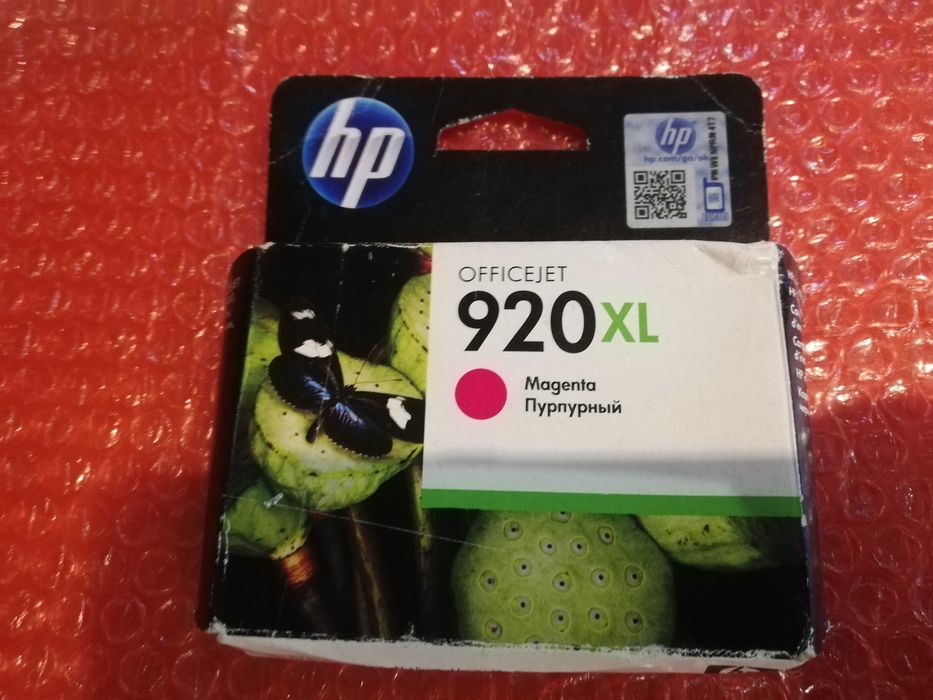 hp
hp
hp.com/go/ok
OFFICEJET
920XL
Magenta
Пурпурный